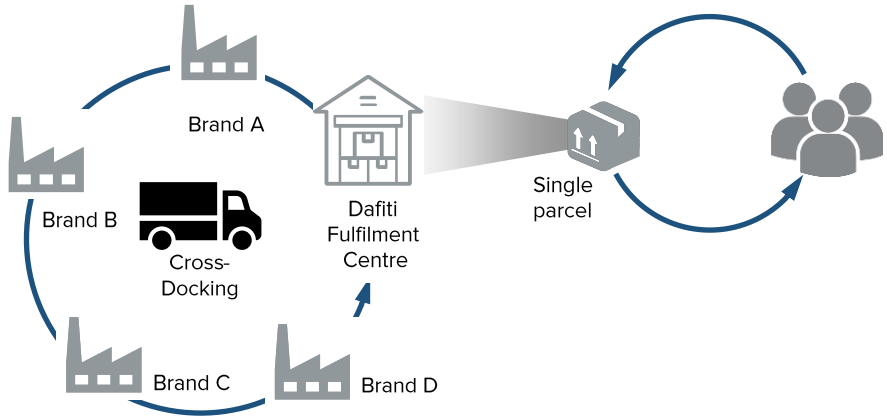 Brand A
Brand B
Cross-
Docking
Dafiti
Fulfilment
Centre
Single
parcel
Brand C
Brand D